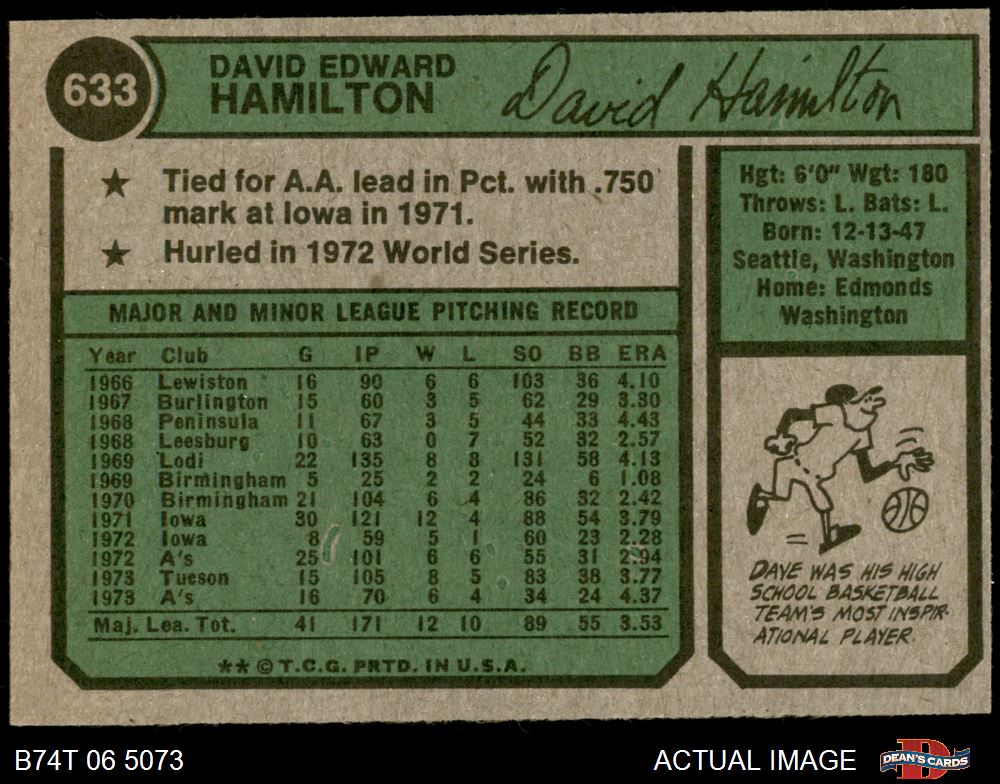 633
DAVID EDWARD
HAMILTON
David Hamilton
★ Tied for A.A. lead in Pct. with .750
mark at Iowa in 1971.
★ Hurled in 1972 World Series.
Hgt: 6'0" Wgt: 180
Throws: L. Bats: L.
Born: 12-13-47
Seattle, Washington
Home: Edmonds
Washington
MAJOR AND MINOR LEAGUE PITCHING RECORD
Year Club G IP W L SO BB ERA
1966 Lewiston 16 90 6 6 103 36 4.10
1967 Burlington 15 60 3 5 62 29 3.30
1968 Peninsula 11 67 3 5 44 33 4.43
1968 Leesburg 10 63 0 7 52 32 2.57
1969 Lodi 22 135 8 8 131 58 4.13
1969 Birmingham 5 25 2 2 24 6 1.08
1970 Birmingham 21 104 6 4 86 32 2.42
1971 Iowa 30 121 12 4 88 54 3.79
1972 Iowa 8 59 5 1 60 23 2.28
1972 A's 25 101 6 6 55 31 2.94
1973 Tueson 15 105 8 5 83 38 3.77
1973 A's 16 70 6 4 34 24 4.37
Maj. Lea. Tot. 41 171 12 10 89 55 3.53
** © T.C.G. PRTD. IN U.S.A.
DAVE WAS HIS HIGH
SCHOOL BASKETBALL
TEAM'S MOST INSPIR-
ATIONAL PLAYER.
B74T 06 5073
ACTUAL IMAGE
D
DEAN'S CARDS